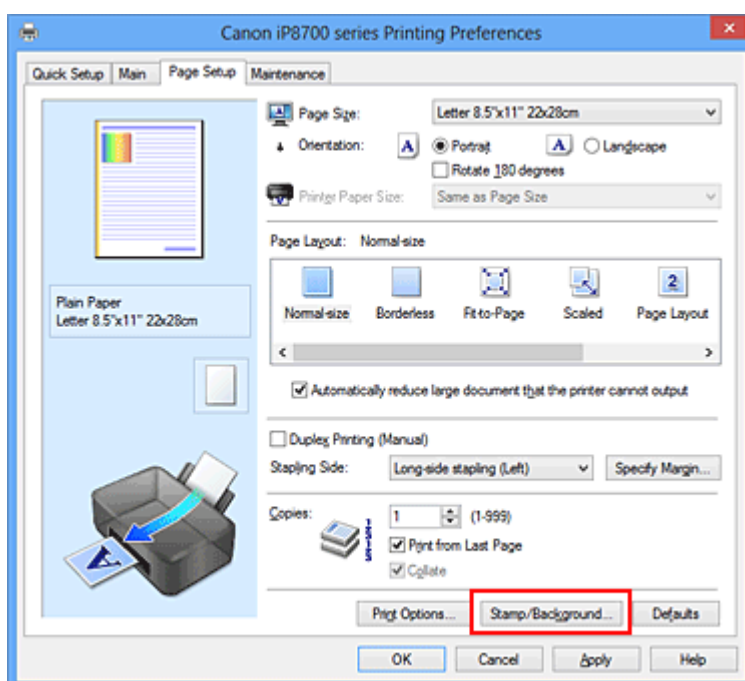 Canon iP8700 series Printing Preferences
Quick Setup Main Page Setup Maintenance
Page Size: Letter 8.5"x11" 22x28cm
Orientation: A Portrait A Landscape
Rotate 180 degrees
Printer Paper Size: Same as Page Size
Page Layout: Normal-size
2
Normal-size Borderless Fit-to-Page Scaled Page Layout
Plain Paper
Letter 8.5"x11" 22x28cm
Automatically reduce large document that the printer cannot output
Duplex Printing (Manual)
Stapling Side: Long-side stapling (Left) Specify Margin...
Copies: 1 (1-999)
Print from Last Page
Collate
A
Print Options... Stamp/Background... Defaults
OK Cancel Apply Help